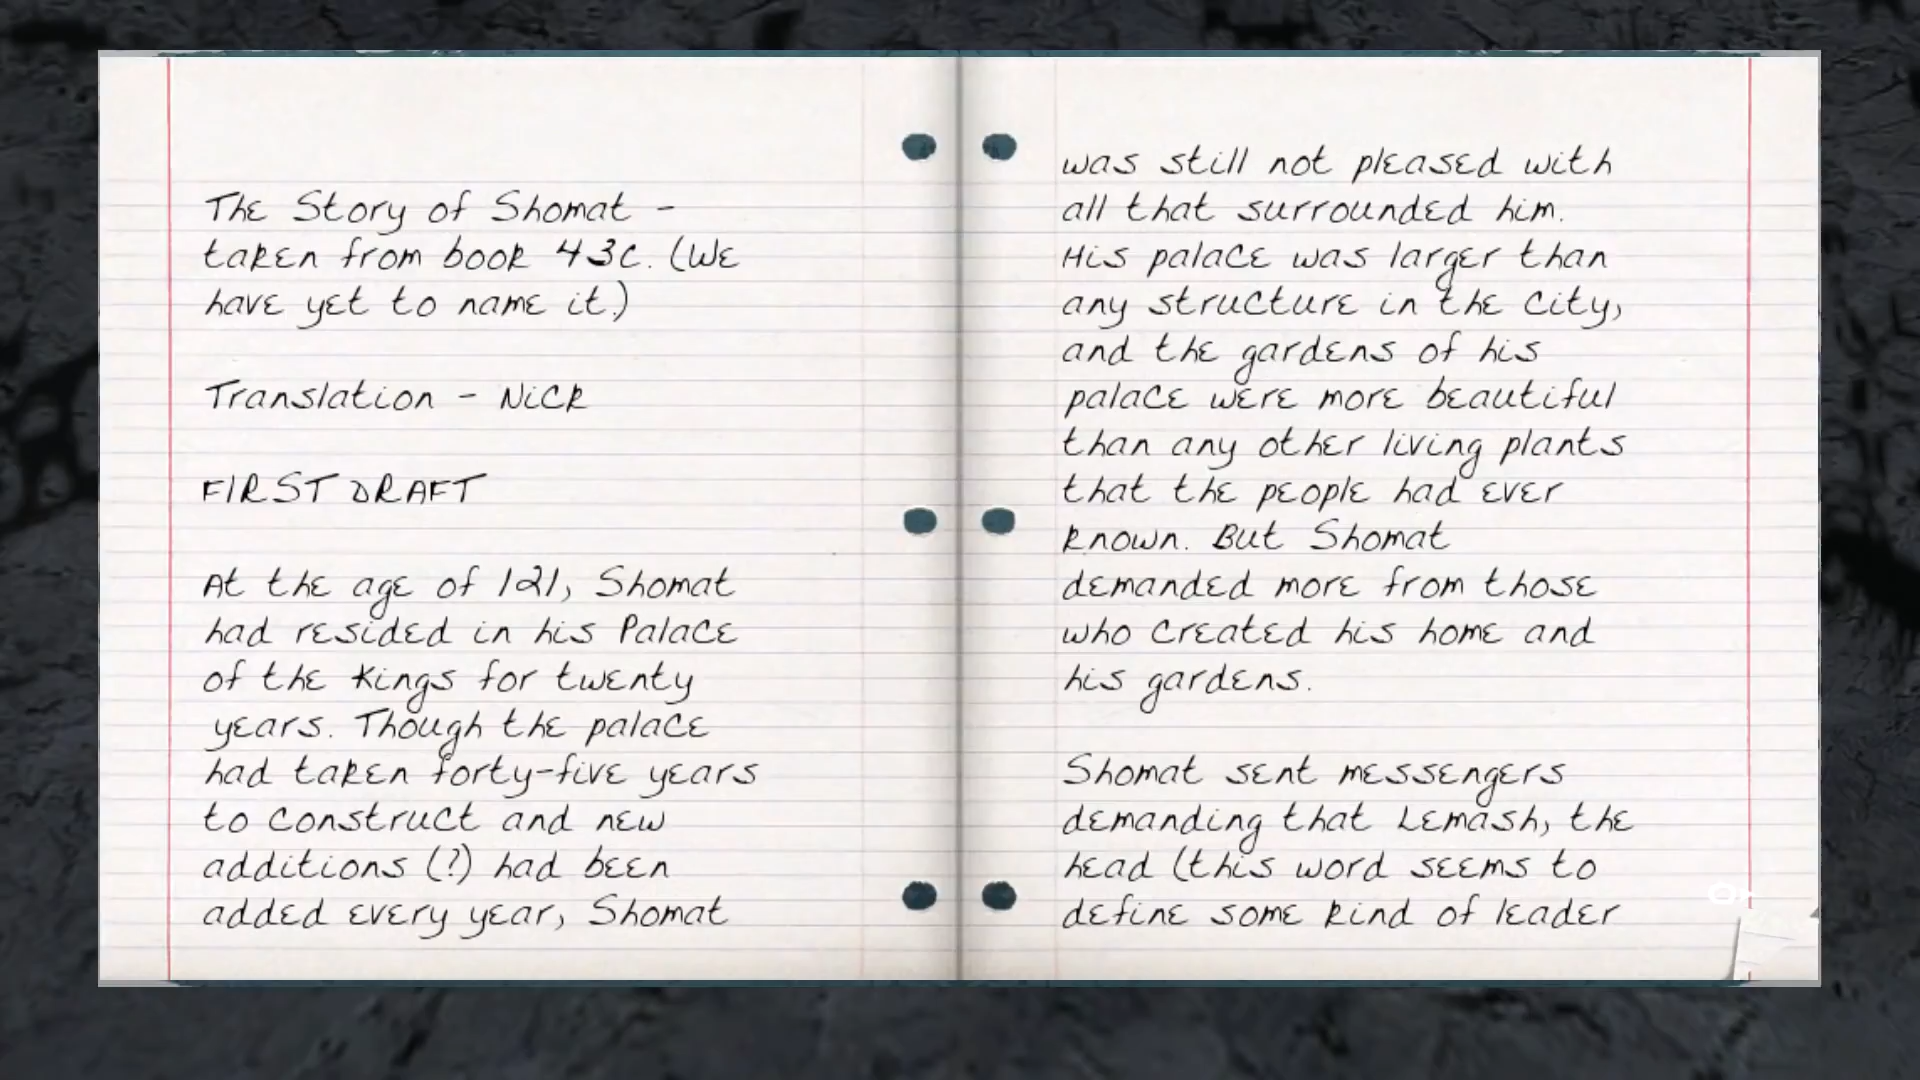 The Story of Shomat -
taken from book 43C. (We
have yet to name it.)
Translation - Nick
FIRST DRAFT
At the age of 121, Shomat
had resided in his Palace
of the Kings for twenty
years. Though the palace
had taken forty-five years
to construct and new
additions (?) had been
added every year, Shomat
was still not pleased with
all that surrounded him.
His palace was larger than
any structure in the city,
and the gardens of his
palace were more beautiful
than any other living plants
that the people had ever
known. But Shomat
demanded more from those
who created his home and
his gardens.
Shomat sent messengers
demanding that Lemash, the
head (this word seems to
define some kind of leader